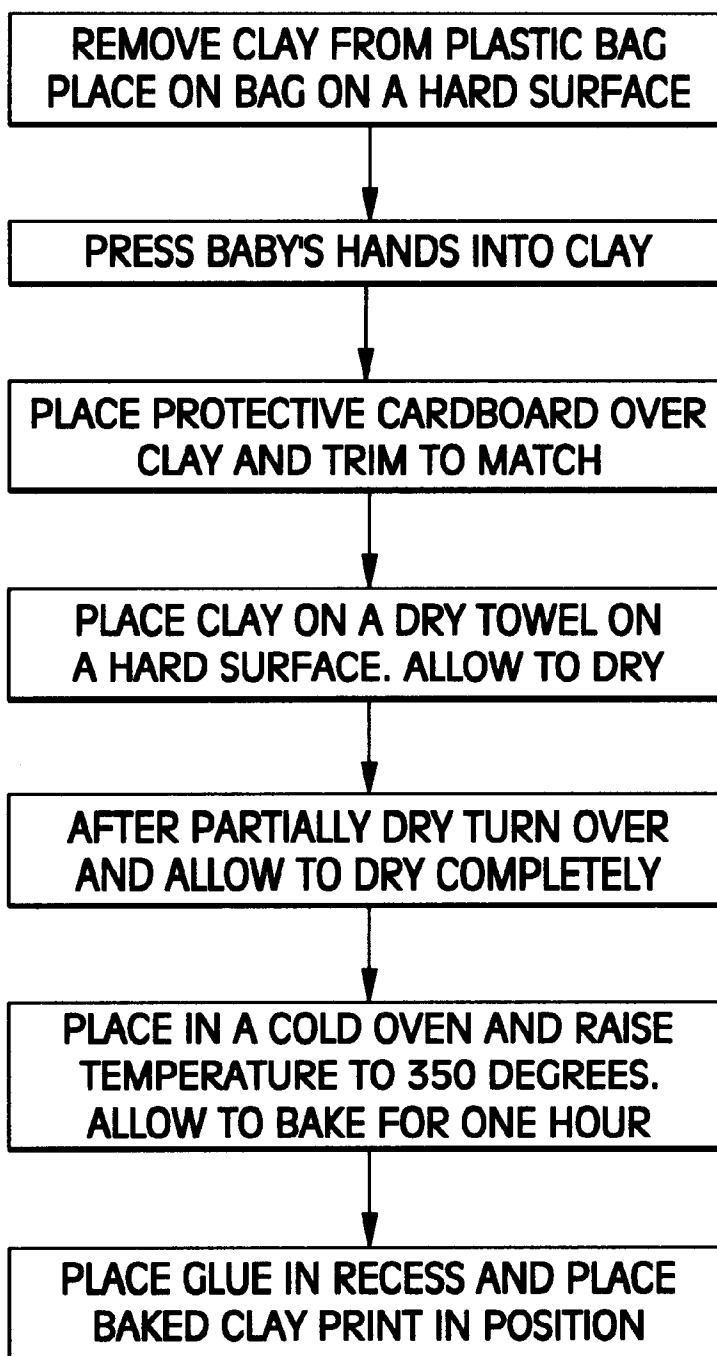 REMOVE CLAY FROM PLASTIC BAG
PLACE ON BAG ON A HARD SURFACE
PRESS BABY'S HANDS INTO CLAY
PLACE PROTECTIVE CARDBOARD OVER
CLAY AND TRIM TO MATCH
PLACE CLAY ON A DRY TOWEL ON
A HARD SURFACE. ALLOW TO DRY
AFTER PARTIALLY DRY TURN OVER
AND ALLOW TO DRY COMPLETELY
PLACE IN A COLD OVEN AND RAISE
TEMPERATURE TO 350 DEGREES.
ALLOW TO BAKE FOR ONE HOUR
PLACE GLUE IN RECESS AND PLACE
BAKED CLAY PRINT IN POSITION